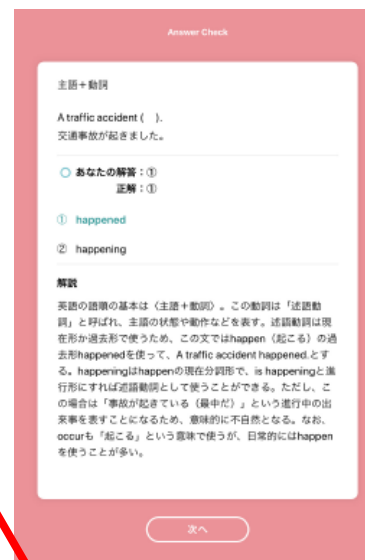 Answer Check
主語＋動詞
A traffic accident (　).
交通事故が起きました。
○ あなたの解答：①
正解：①
① happened
② happening
解説
英語の語順の基本は〈主語＋動詞〉。この動詞は「述語動
詞」と呼ばれ、主語の状態や動作などを表す。述語動詞は現
在形か過去形で使うため、この文ではhappen（起こる）の過
去形happenedを使って、A traffic accident happened.とす
る。happeningはhappenの現在分詞形で、is happeningと進
行形にすれば述語動詞として使うことができる。ただし、こ
の場合は「事故が起きている（最中だ）」という進行中の出
来事を表すことになるため、意味的に不自然となる。なお、
occurも「起こる」という意味で使うが、日常的にはhappen
を使うことが多い。
次へ